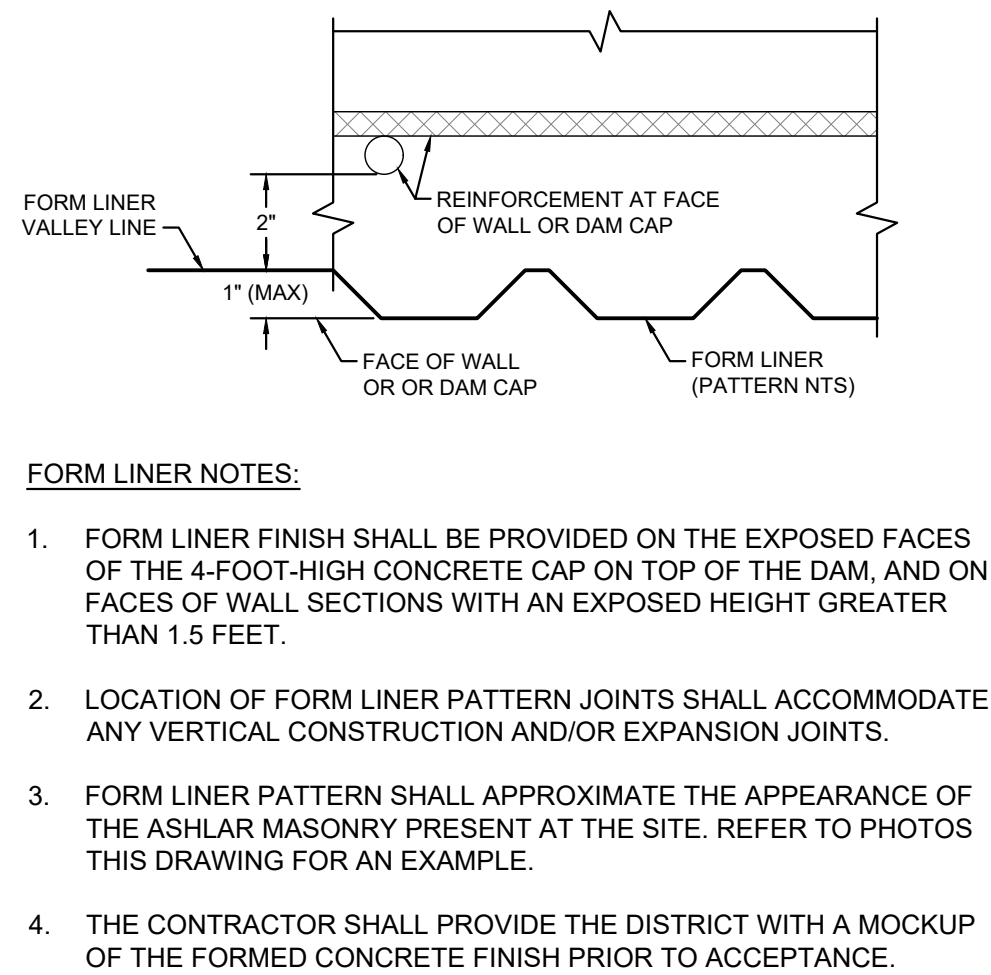 REINFORCEMENT AT FACE
OF WALL OR DAM CAP
FORM LINER
VALLEY LINE
2"
1" (MAX)
FACE OF WALL
OR OR DAM CAP
FORM LINER
(PATTERN NTS)
FORM LINER NOTES:
1. FORM LINER FINISH SHALL BE PROVIDED ON THE EXPOSED FACES
OF THE 4-FOOT-HIGH CONCRETE CAP ON TOP OF THE DAM, AND ON
FACES OF WALL SECTIONS WITH AN EXPOSED HEIGHT GREATER
THAN 1.5 FEET.
2. LOCATION OF FORM LINER PATTERN JOINTS SHALL ACCOMMODATE
ANY VERTICAL CONSTRUCTION AND/OR EXPANSION JOINTS.
3. FORM LINER PATTERN SHALL APPROXIMATE THE APPEARANCE OF
THE ASHLAR MASONRY PRESENT AT THE SITE. REFER TO PHOTOS
THIS DRAWING FOR AN EXAMPLE.
4. THE CONTRACTOR SHALL PROVIDE THE DISTRICT WITH A MOCKUP
OF THE FORMED CONCRETE FINISH PRIOR TO ACCEPTANCE.